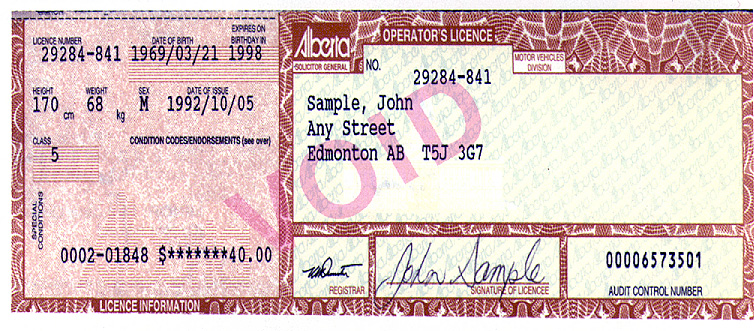 LICENCE NUMBER DATE OF BIRTH EXPIRES ON BIRTHDAY IN
29284-841 1969/03/21 1998
HEIGHT WEIGHT SEX DATE OF ISSUE
170 cm 68 kg M 1992/10/05
CLASS CONDITION CODES/ENDORSEMENTS (see over)
5
SPECIAL CONDITIONS
0002-01848 $*******40.00
LICENCE INFORMATION
Alberta OPERATOR'S LICENCE
SOLICITOR GENERAL
MOTOR VEHICLES
DIVISION
NO. 29284-841
Sample, John
Any Street
Edmonton AB T5J 3G7
VOID
REGISTRAR
John Sample
SIGNATURE OF LICENCEE
00006573501
AUDIT CONTROL NUMBER